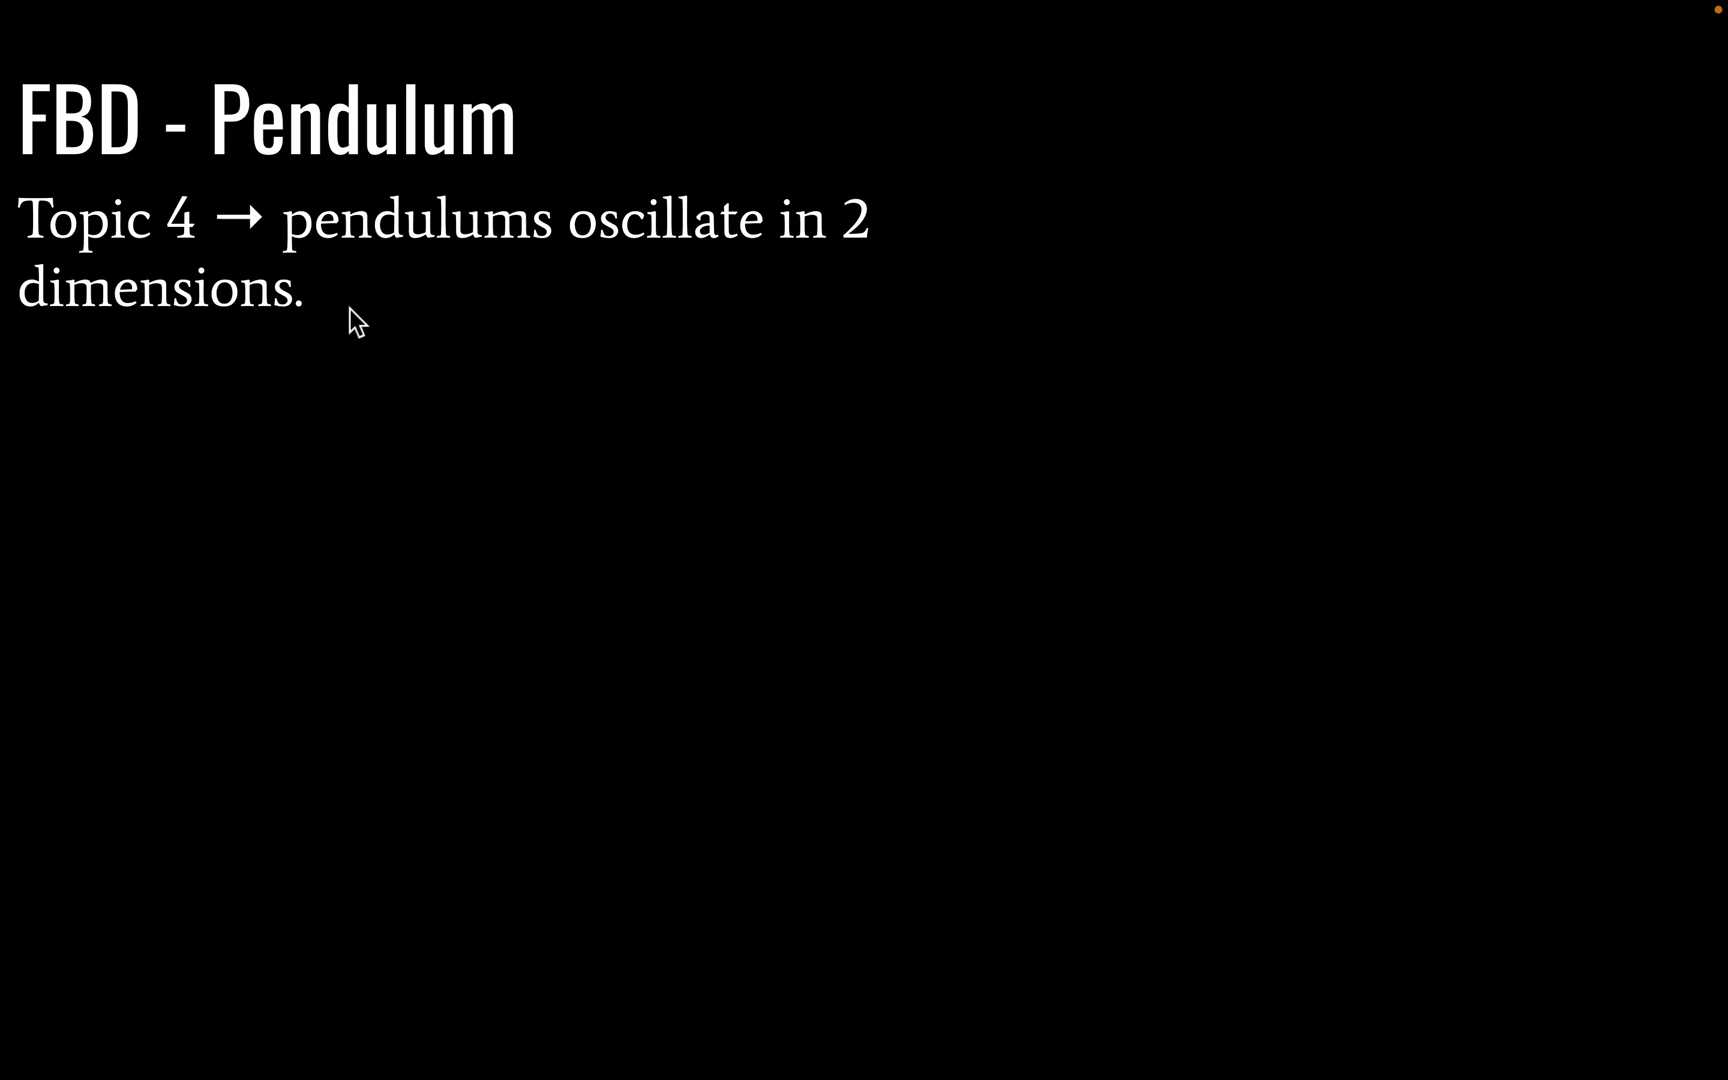 FBD - Pendulum
Topic 4 → pendulums oscillate in 2
dimensions.